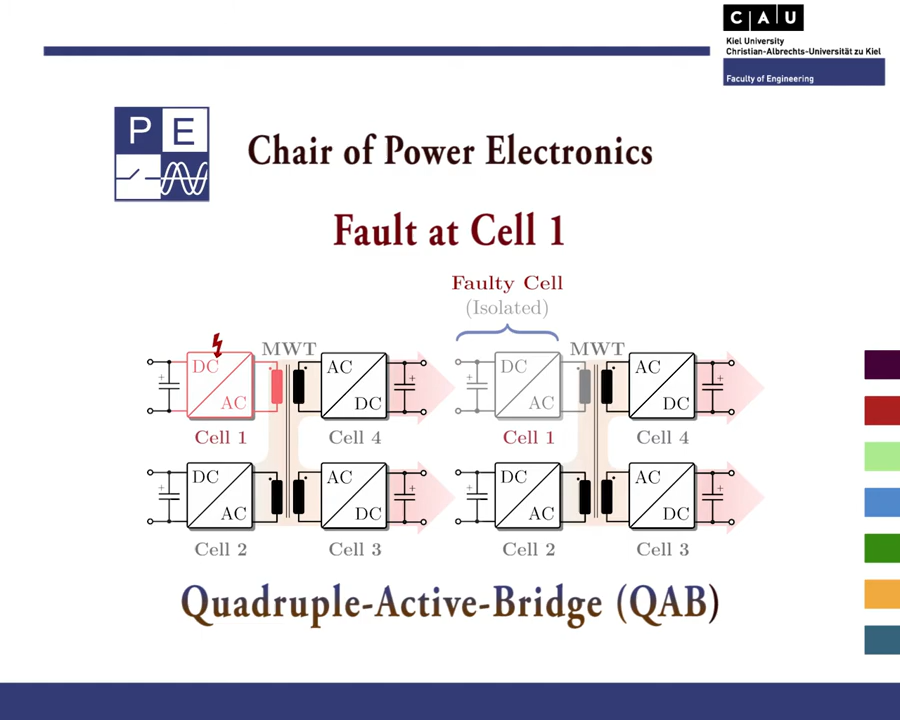 CAU
Kiel University
Christian-Albrechts-Universität zu Kiel
Faculty of Engineering
PE
Chair of Power Electronics
Fault at Cell 1
Faulty Cell
(Isolated)
MWT
MWT
DC
AC
AC
DC
DC
AC
AC
DC
+
+
+
+
Cell 1
Cell 4
Cell 1
Cell 4
DC
AC
AC
DC
DC
AC
AC
DC
+
+
+
+
Cell 2
Cell 3
Cell 2
Cell 3
Quadruple-Active-Bridge (QAB)